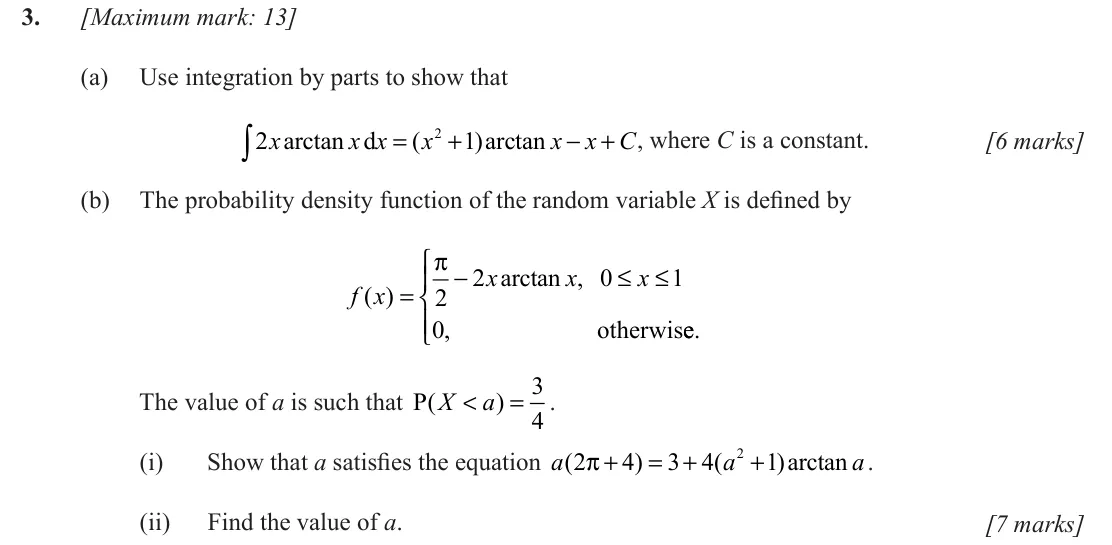 3. [Maximum mark: 13]
(a) Use integration by parts to show that
∫2x arctan x dx = (x² + 1) arctan x − x + C, where C is a constant. [6 marks]
(b) The probability density function of the random variable X is defined by
f(x) = { π/2 − 2x arctan x, 0 ≤ x ≤ 1
0, otherwise.
The value of a is such that P(X < a) = 3/4.
(i) Show that a satisfies the equation a(2π + 4) = 3 + 4(a² + 1) arctan a.
(ii) Find the value of a. [7 marks]